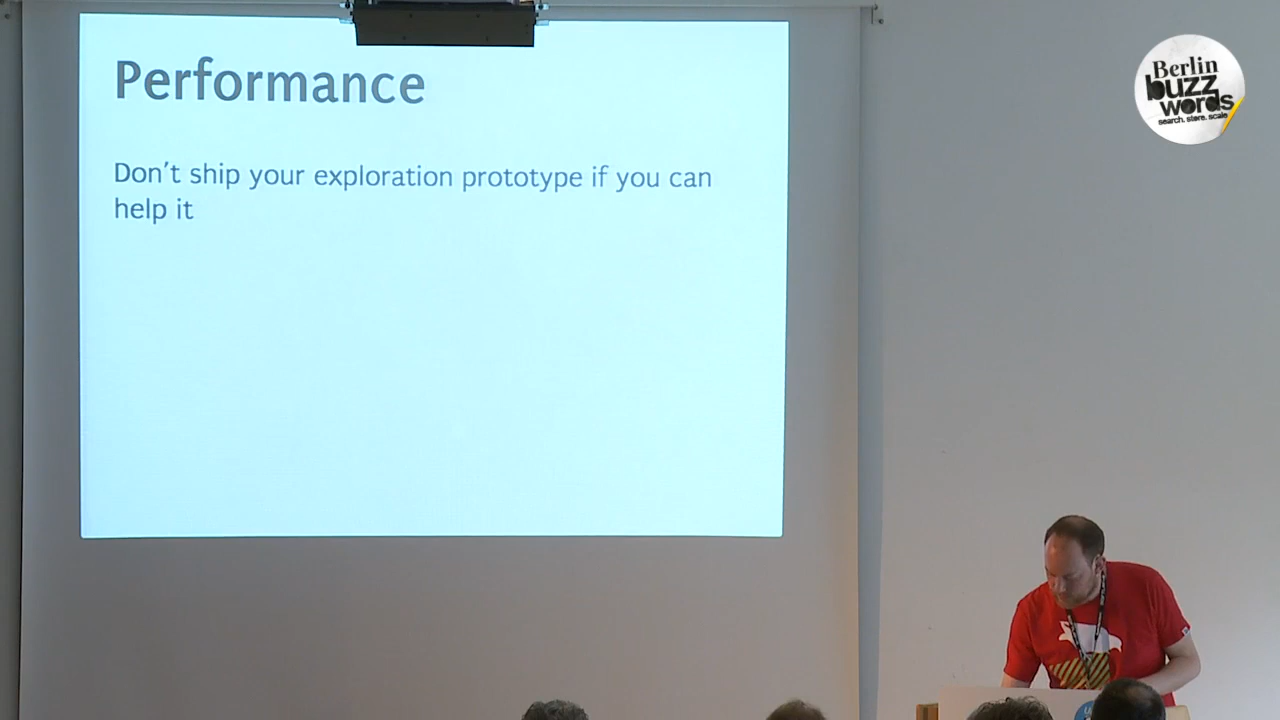 Performance
Don't ship your exploration prototype if you can
help it
Berlin
buzz
words
search. store. scale